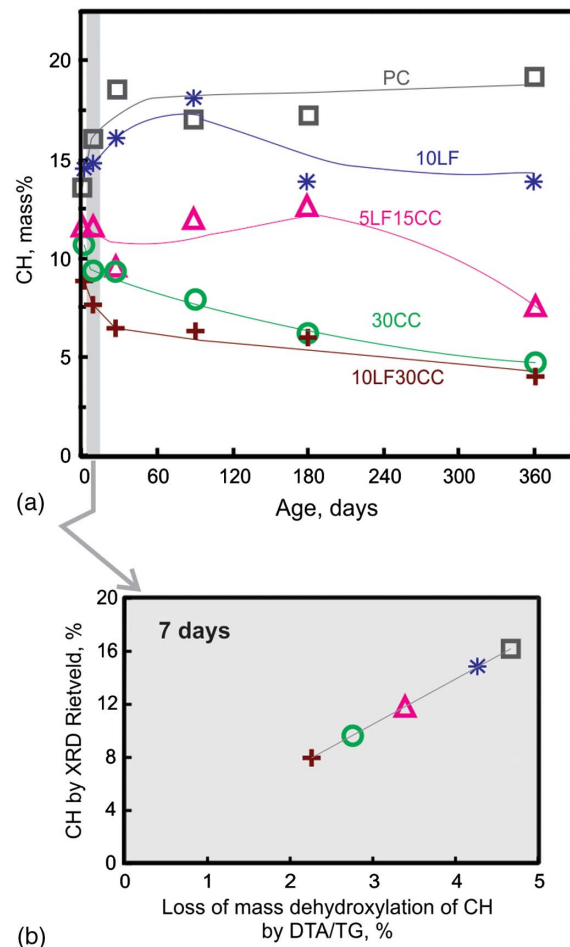 20
15
10
5
0
CH, mass%
PC
10LF
5LF15CC
30CC
10LF30CC
0 60 120 180 240 300 360
Age, days
(a)
20
16
12
8
4
0
CH by XRD Rietveld, %
7 days
0 1 2 3 4 5
Loss of mass dehydroxylation of CH
by DTA/TG, %
(b)